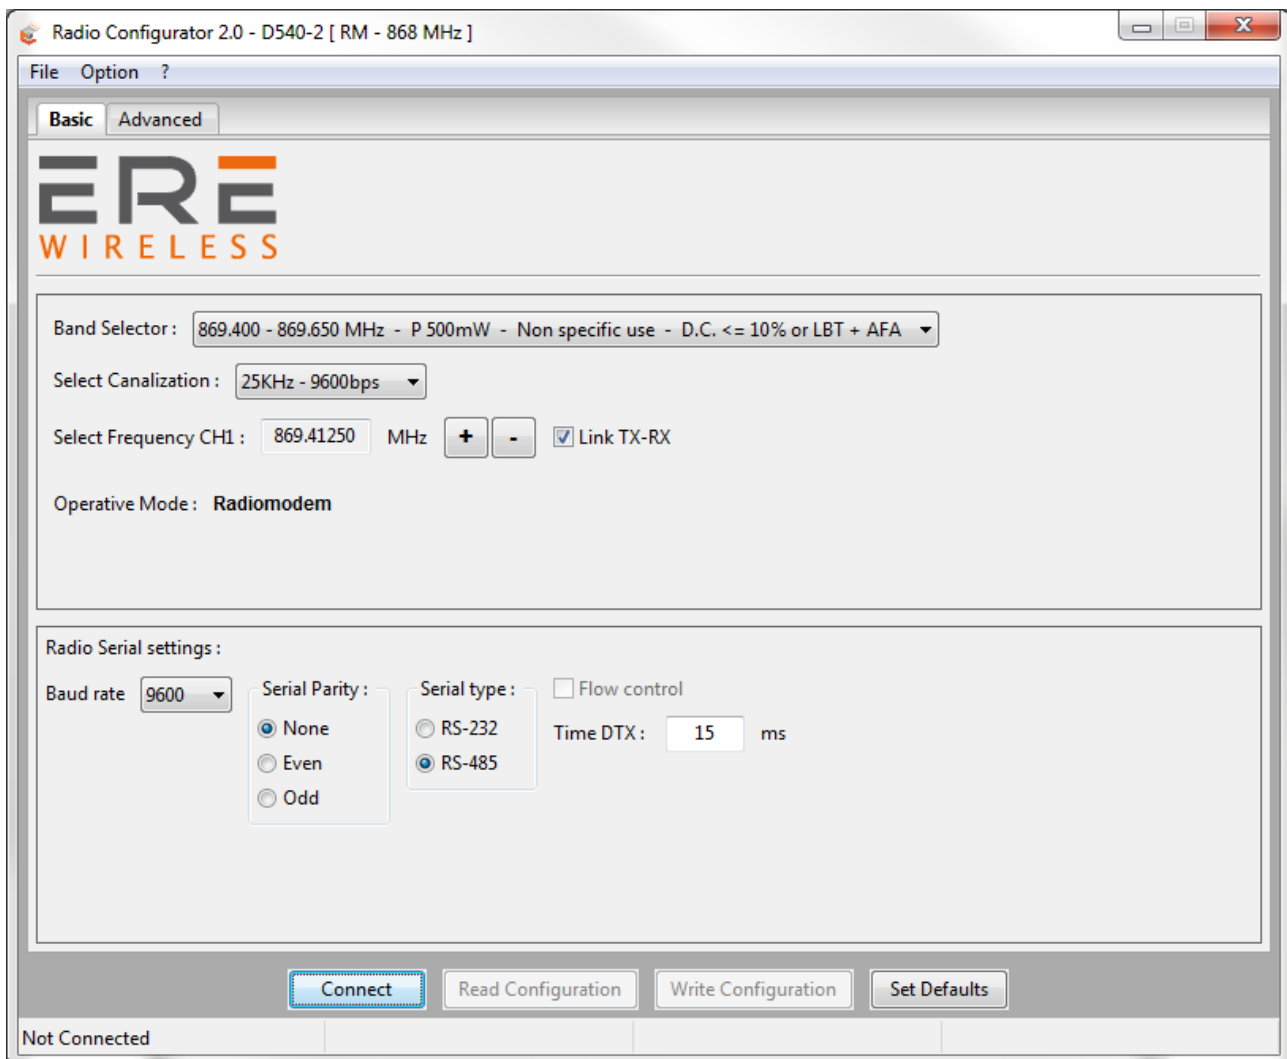 Radio Configurator 2.0 - D540-2 [ RM - 868 MHz ]
File Option ?
Basic Advanced
ERE
WIRELESS
Band Selector : 869.400 - 869.650 MHz - P 500mW - Non specific use - D.C. <= 10% or LBT + AFA
Select Canalization : 25KHz - 9600bps
Select Frequency CH1 : 869.41250 MHz + - Link TX-RX
Operative Mode : Radiomodem
Radio Serial settings :
Baud rate 9600 Serial Parity : Serial type : Flow control
None RS-232 Time DTX : 15 ms
Even RS-485
Odd
Connect Read Configuration Write Configuration Set Defaults
Not Connected